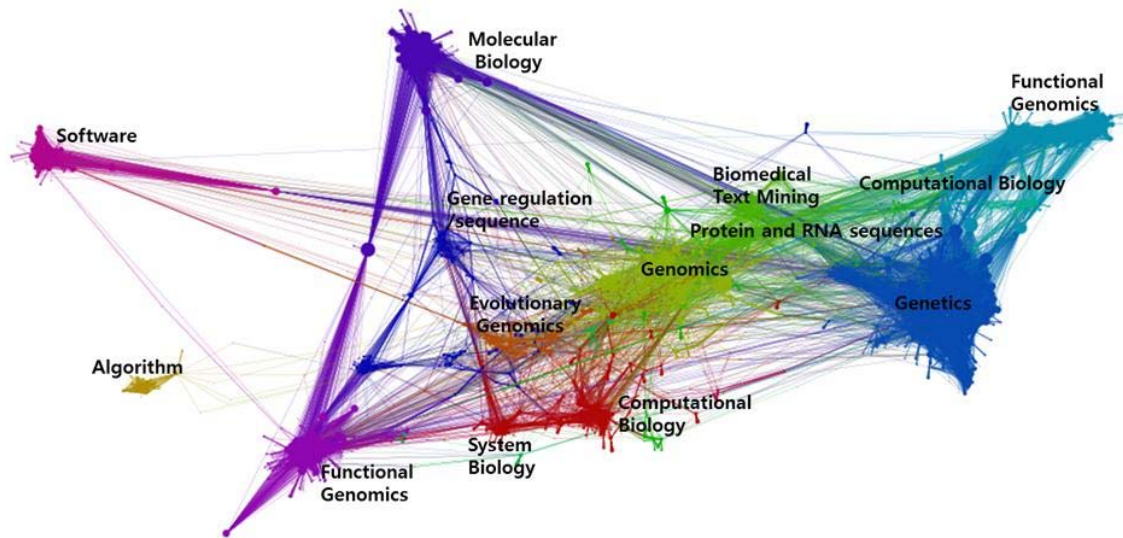 Molecular
Biology
Functional
Genomics
Software
Biomedical
Text Mining
Computational Biology
Gene regulation
/sequence
Protein and RNA sequences
Genomics
Evolutionary
Genomics
Genetics
Algorithm
Computational
Biology
System
Biology
Functional
Genomics